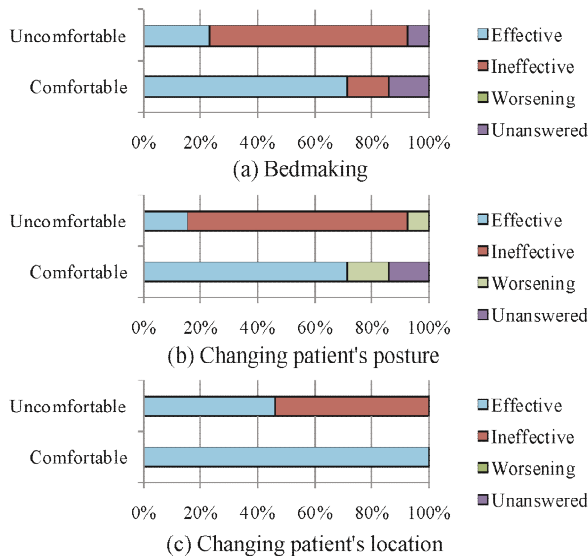 Uncomfortable
Comfortable
0% 20% 40% 60% 80% 100%
Effective
Ineffective
Worsening
Unanswered
(a) Bedmaking
Uncomfortable
Comfortable
0% 20% 40% 60% 80% 100%
Effective
Ineffective
Worsening
Unanswered
(b) Changing patient's posture
Uncomfortable
Comfortable
0% 20% 40% 60% 80% 100%
Effective
Ineffective
Worsening
Unanswered
(c) Changing patient's location